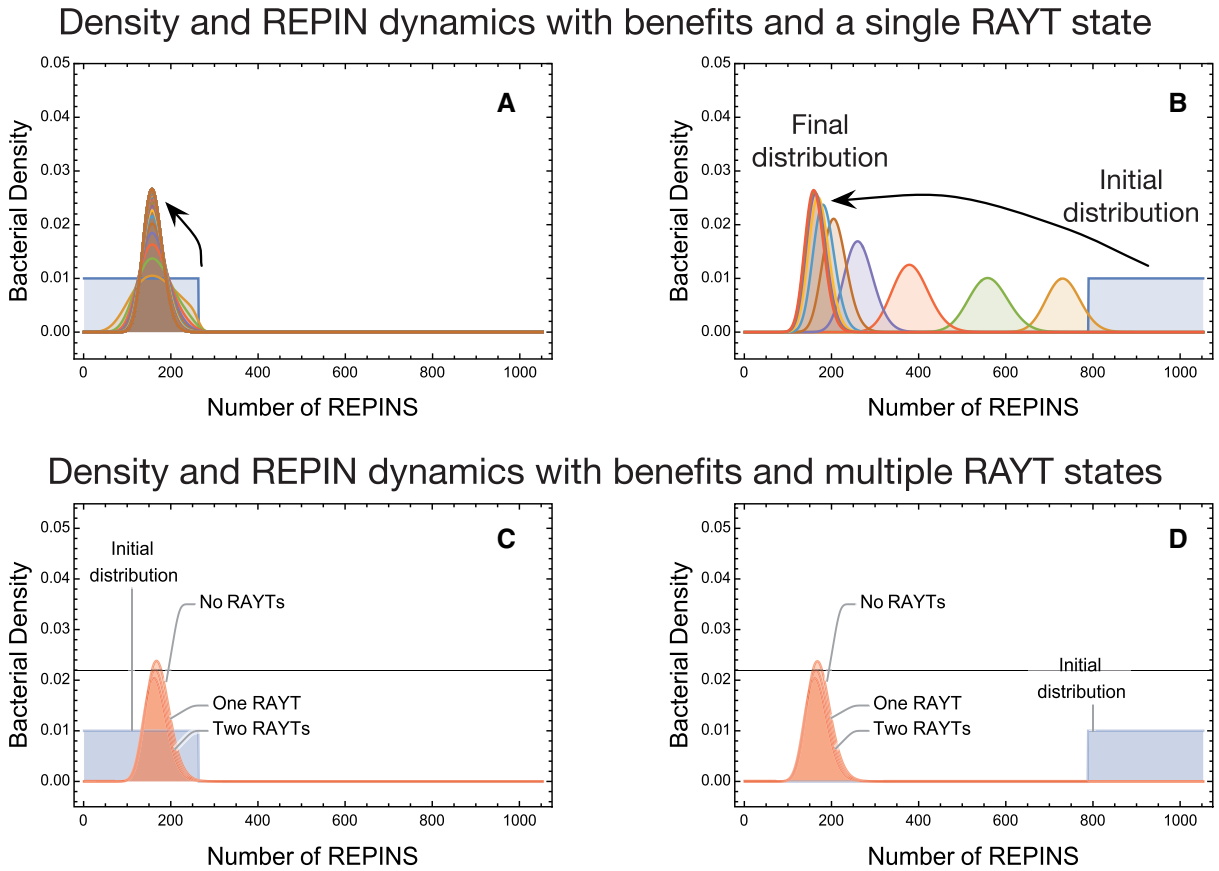 Density and REPIN dynamics with benefits and a single RAYT state
A
Bacterial Density
0.05
0.04
0.03
0.02
0.01
0.00
0 200 400 600 800 1000
Number of REPINS
B
Bacterial Density
0.05
0.04
0.03
0.02
0.01
0.00
Final
distribution
Initial
distribution
0 200 400 600 800 1000
Number of REPINS
Density and REPIN dynamics with benefits and multiple RAYT states
C
Bacterial Density
0.05
0.04
0.03
0.02
0.01
0.00
Initial
distribution
No RAYTs
One RAYT
Two RAYTs
0 200 400 600 800 1000
Number of REPINS
D
Bacterial Density
0.05
0.04
0.03
0.02
0.01
0.00
No RAYTs
Initial
distribution
One RAYT
Two RAYTs
0 200 400 600 800 1000
Number of REPINS